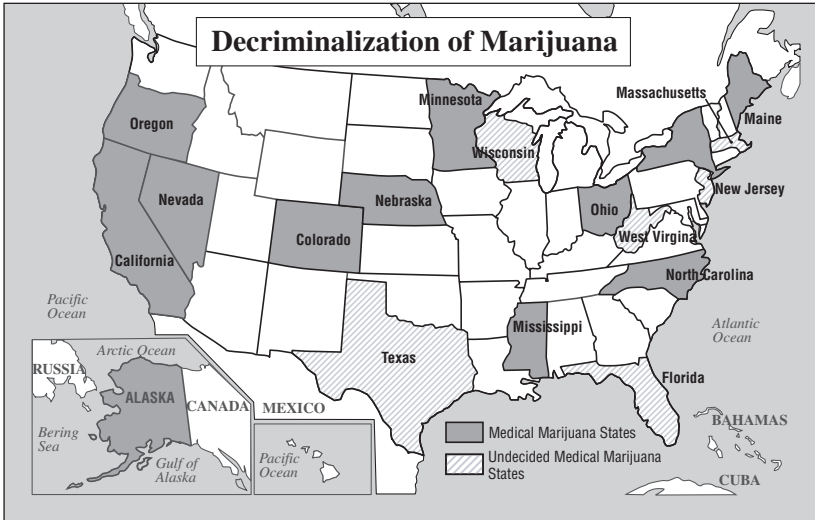 Decriminalization of Marijuana
Massachusetts
Minnesota
Maine
Oregon
Wisconsin
New Jersey
Nevada
Nebraska
Ohio
Colorado
West Virgina
California
North Carolina
Pacific
Ocean
Mississippi
Atlantic
Ocean
Texas
Florida
Arctic Ocean
RUSSIA
ALASKA
CANADA
MEXICO
Bering
Sea
Gulf of
Alaska
Pacific
Ocean
BAHAMAS
CUBA
Medical Marijuana States
Undecided Medical Marijuana
States